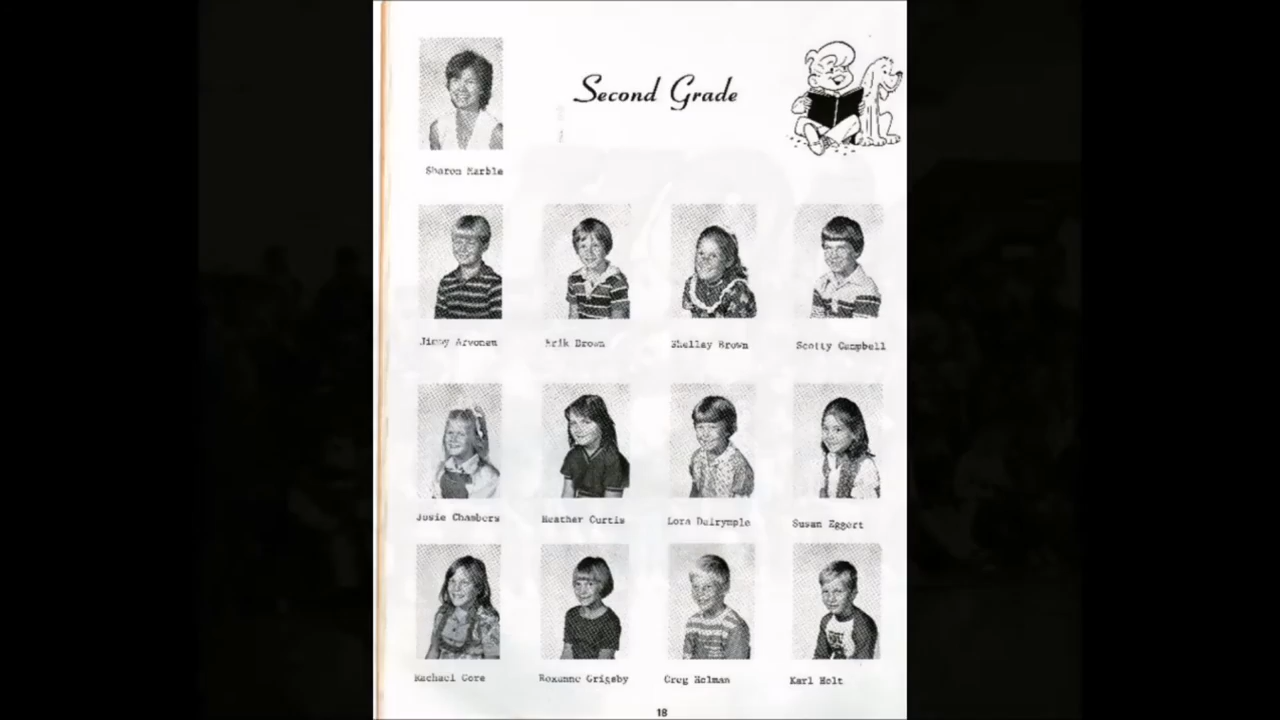 Second Grade
Sharon Marble
Jimmy Arvonen Erik Brown Shelley Brown Scotty Campbell
Josie Chambers Heather Curtis Lora Dalrymple Susan Eggert
Rachael Gore Roxanne Grigsby Greg Holman Karl Holt
18